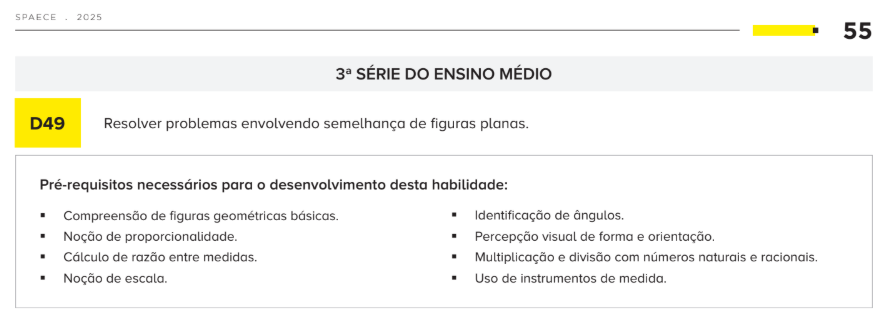 SPAECE . 2025
55
3ª SÉRIE DO ENSINO MÉDIO
D49
Resolver problemas envolvendo semelhança de figuras planas.
Pré-requisitos necessários para o desenvolvimento desta habilidade:
▪ Compreensão de figuras geométricas básicas.
▪ Noção de proporcionalidade.
▪ Cálculo de razão entre medidas.
▪ Noção de escala.
▪ Identificação de ângulos.
▪ Percepção visual de forma e orientação.
▪ Multiplicação e divisão com números naturais e racionais.
▪ Uso de instrumentos de medida.